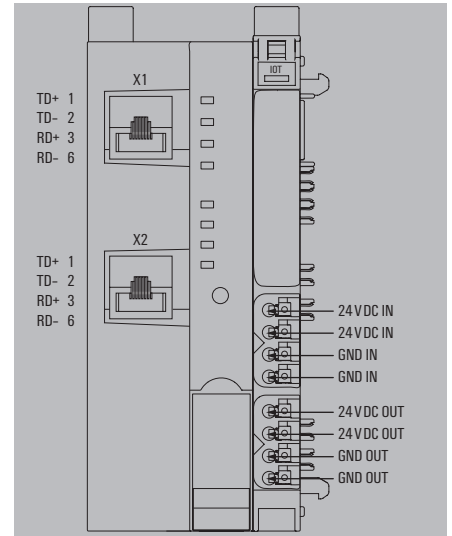 IOT
X1
TD+ 1
TD- 2
RD+ 3
RD- 6
X2
TD+ 1
TD- 2
RD+ 3
RD- 6
24 V DC IN
24 V DC IN
GND IN
GND IN
24 V DC OUT
24 V DC OUT
GND OUT
GND OUT